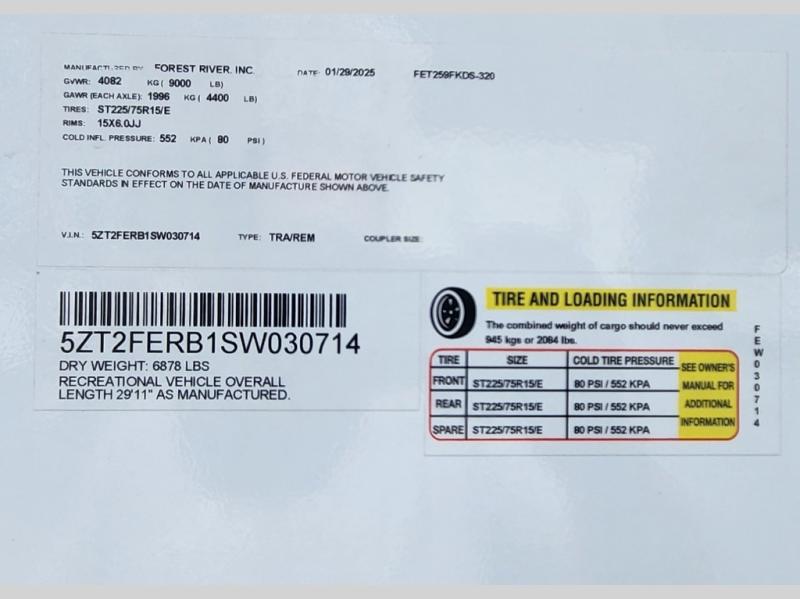 MANUFACTURED BY FOREST RIVER, INC. DATE: 01/29/2025 FET259FKDS-320
GVWR: 4082 KG ( 9000 LB)
GAWR (EACH AXLE): 1996 KG ( 4400 LB)
TIRES: ST225/75R15/E
RIMS: 15X6.0JJ
COLD INFL. PRESSURE: 552 KPA ( 80 PSI )
THIS VEHICLE CONFORMS TO ALL APPLICABLE U.S. FEDERAL MOTOR VEHICLE SAFETY
STANDARDS IN EFFECT ON THE DATE OF MANUFACTURE SHOWN ABOVE.
V.I.N.: 5ZT2FERB1SW030714 TYPE: TRA/REM COUPLER SIZE:
5ZT2FERB1SW030714
DRY WEIGHT: 6878 LBS
RECREATIONAL VEHICLE OVERALL
LENGTH 29'11" AS MANUFACTURED.
TIRE AND LOADING INFORMATION
The combined weight of cargo should never exceed
945 kgs or 2084 lbs.
TIRE SIZE COLD TIRE PRESSURE
FRONT ST225/75R15/E 80 PSI / 552 KPA
REAR ST225/75R15/E 80 PSI / 552 KPA
SPARE ST225/75R15/E 80 PSI / 552 KPA
SEE OWNER'S
MANUAL FOR
ADDITIONAL
INFORMATION
FEW030714